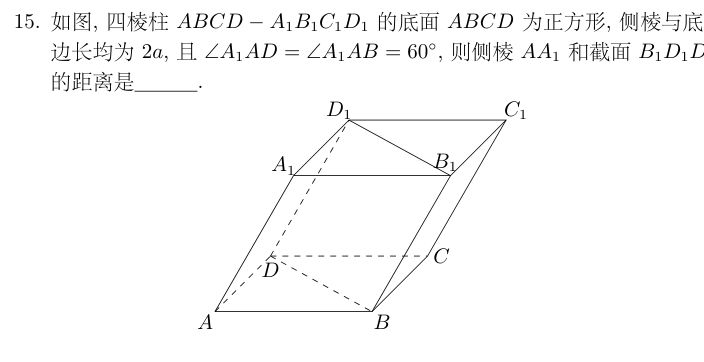 15. 如图, 四棱柱 ABCD − A₁B₁C₁D₁ 的底面 ABCD 为正方形, 侧棱与底
边长均为 2a, 且 ∠A₁AD = ∠A₁AB = 60°, 则侧棱 AA₁ 和截面 B₁D₁D
的距离是______.
D₁
C₁
A₁
B₁
D
C
A
B